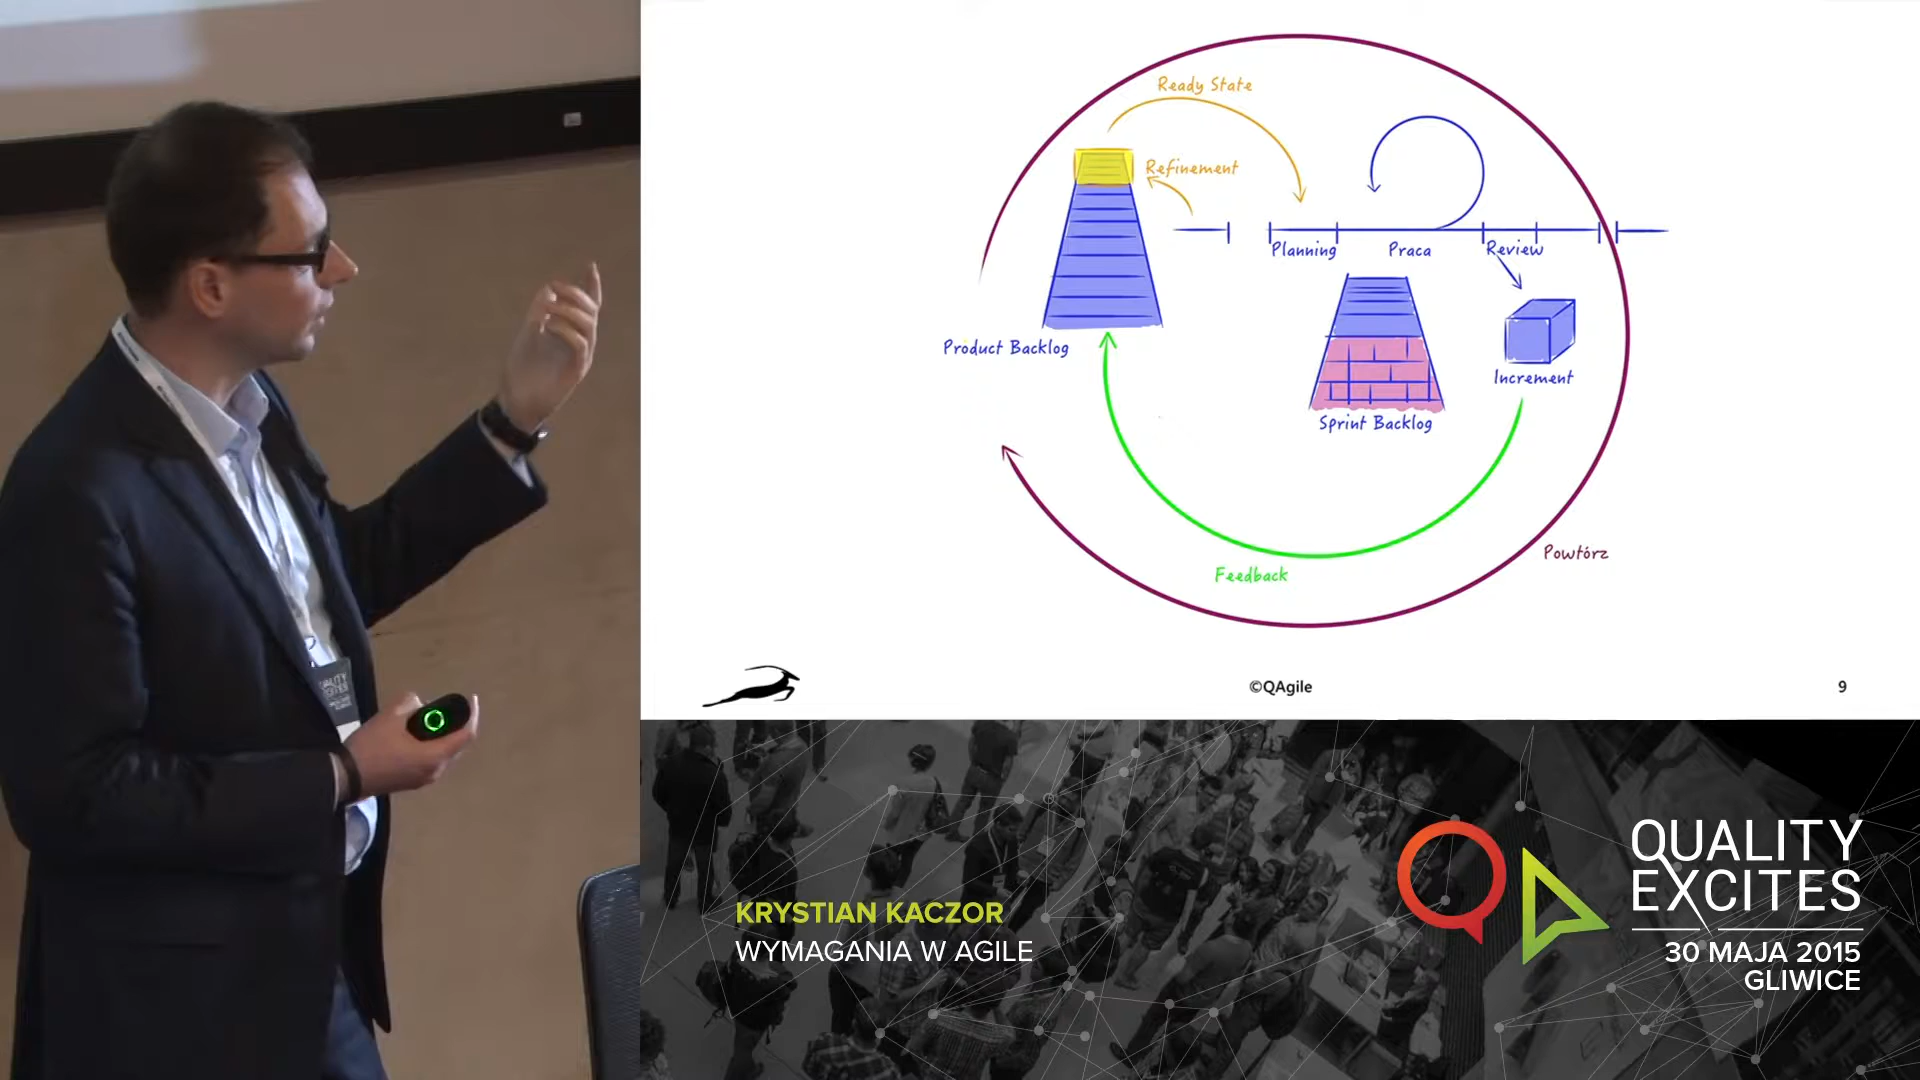 Ready State
Refinement
Planning
Praca
Review
Product Backlog
Increment
Sprint Backlog
Powtórz
Feedback
©QAgile
9
KRYSTIAN KACZOR
WYMAGANIA W AGILE
QUALITY
EXCITES
30 MAJA 2015
GLIWICE
QUALITY